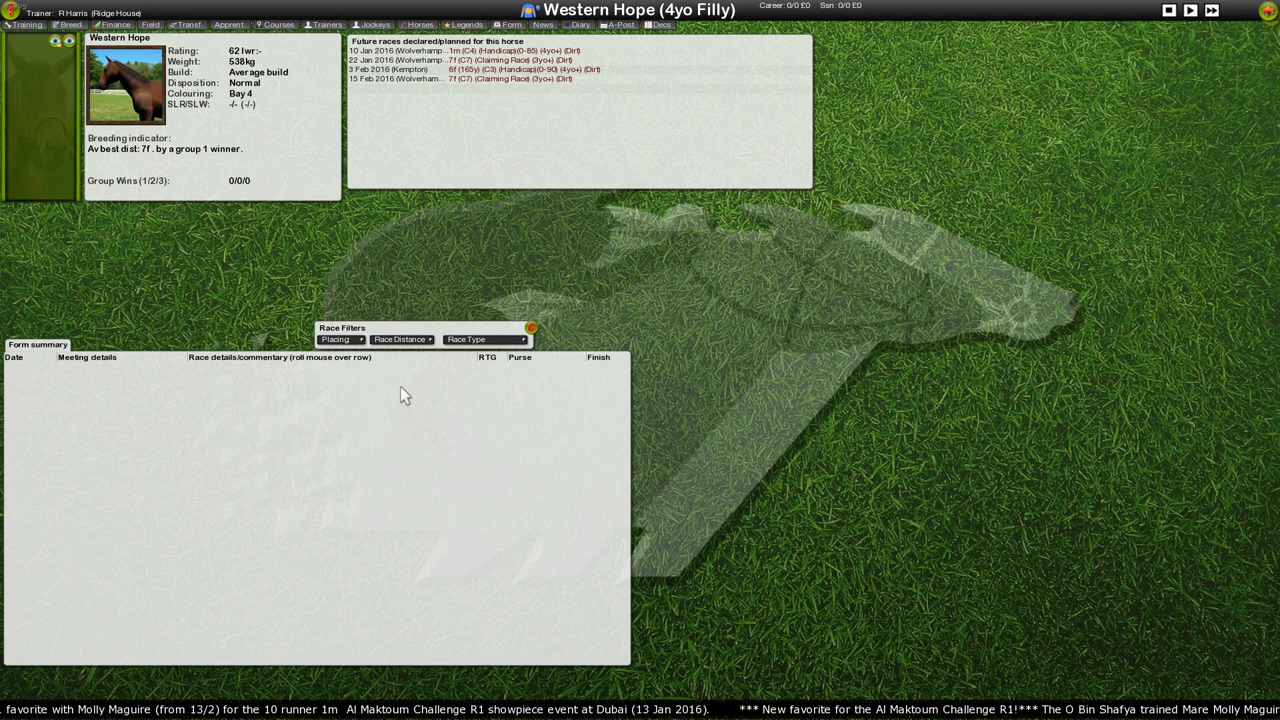 Trainer: R Harris (Ridge House)
Western Hope (4yo Filly)
Career: 0/0 £0 Ssn: 0/0 £0
Training Breed. Finance Field Transf. Apprent. Courses Trainers Jockeys Horses Legends Form News Diary A-Post Decs
Western Hope
Rating: 62 lwr:-
Weight: 538kg
Build: Average build
Disposition: Normal
Colouring: Bay 4
SLR/SLW: -/- (-/-)
Breeding indicator:
Av best dist: 7f . by a group 1 winner.
Group Wins (1/2/3): 0/0/0
Future races declared/planned for this horse
10 Jan 2016 (Wolverhamp... 1m (C4) (Handicap)(0-85) (4yo+) (Dirt)
22 Jan 2016 (Wolverhamp... 7f (C7) (Claiming Race) (3yo+) (Dirt)
3 Feb 2016 (Kempton) 6f (165y) (C3) (Handicap)(0-90) (4yo+) (Dirt)
15 Feb 2016 (Wolverham... 7f (C7) (Claiming Race) (3yo+) (Dirt)
Race Filters
Placing Race Distance Race Type
Form summary
Date Meeting details Race details/commentary (roll mouse over row) RTG Purse Finish
. favorite with Molly Maguire (from 13/2) for the 10 runner 1m Al Maktoum Challenge R1 showpiece event at Dubai (13 Jan 2016). *** New favorite for the Al Maktoum Challenge R1!*** The O Bin Shafya trained Mare Molly Maguir